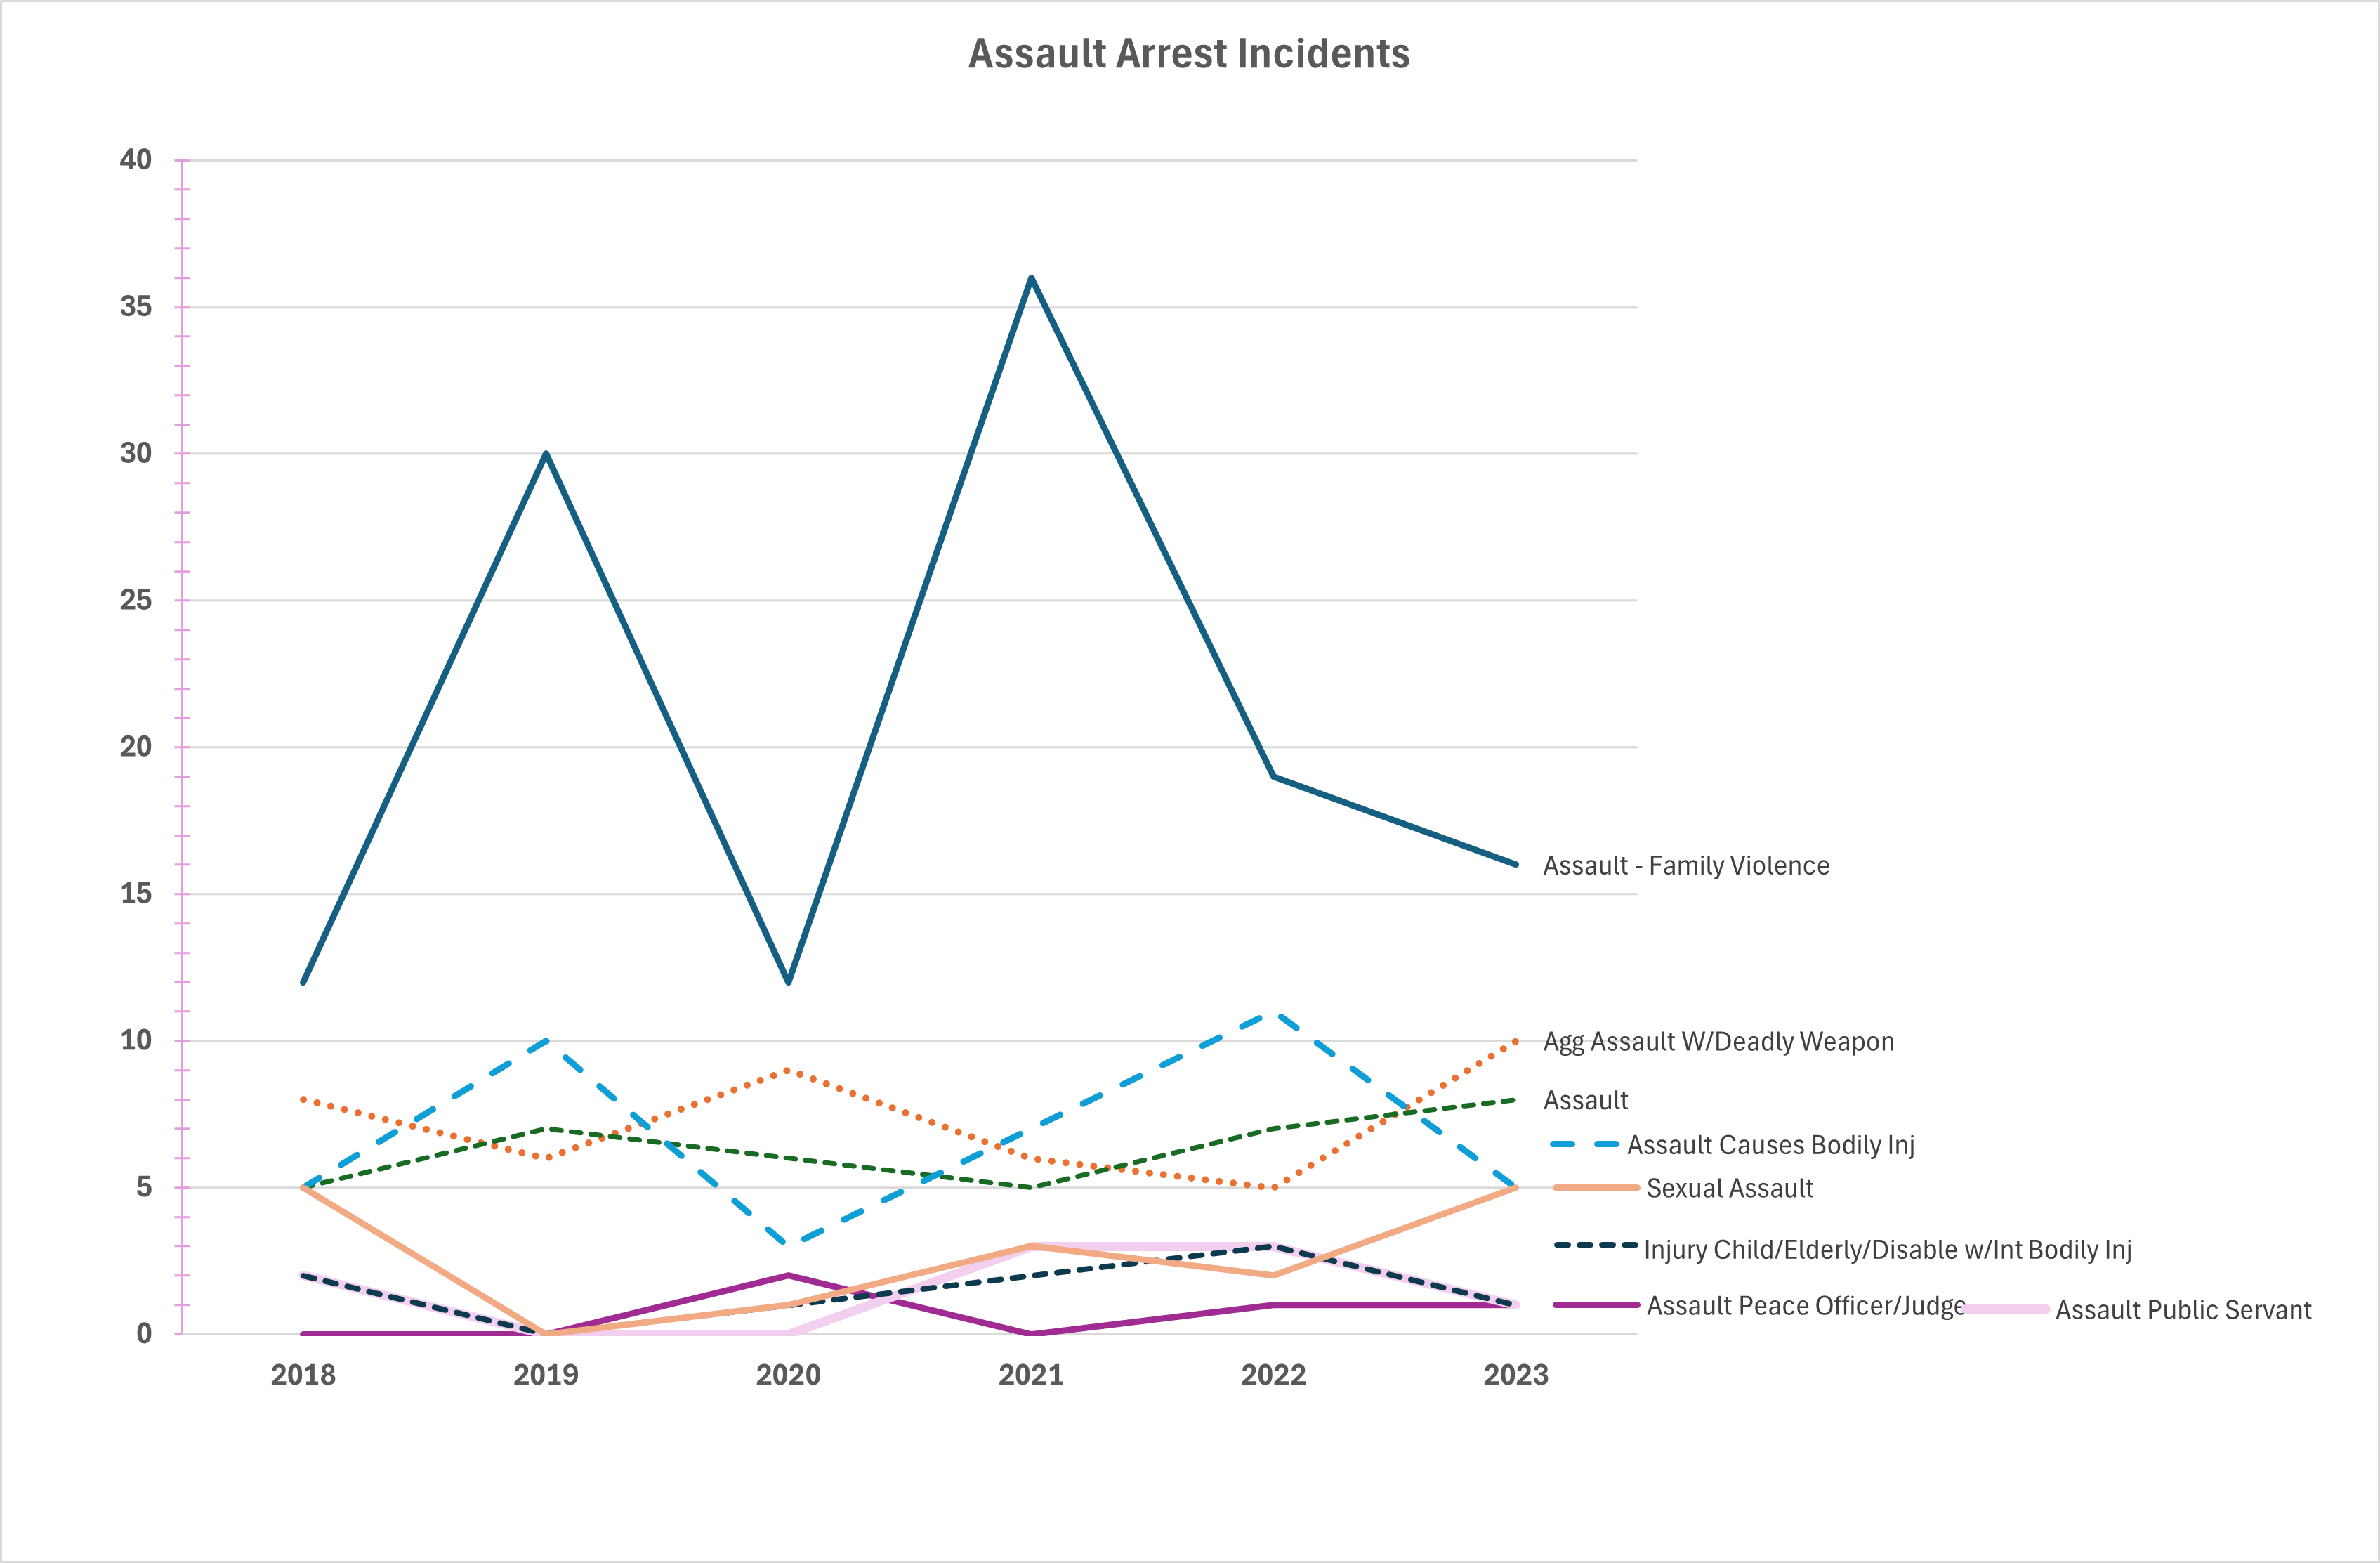 Assault Arrest Incidents
40
35
30
25
20
15
10
5
0
Assault - Family Violence
Agg Assault W/Deadly Weapon
Assault
Assault Causes Bodily Inj
Sexual Assault
Injury Child/Elderly/Disable w/Int Bodily Inj
Assault Peace Officer/Judge
Assault Public Servant
2018 2019 2020 2021 2022 2023